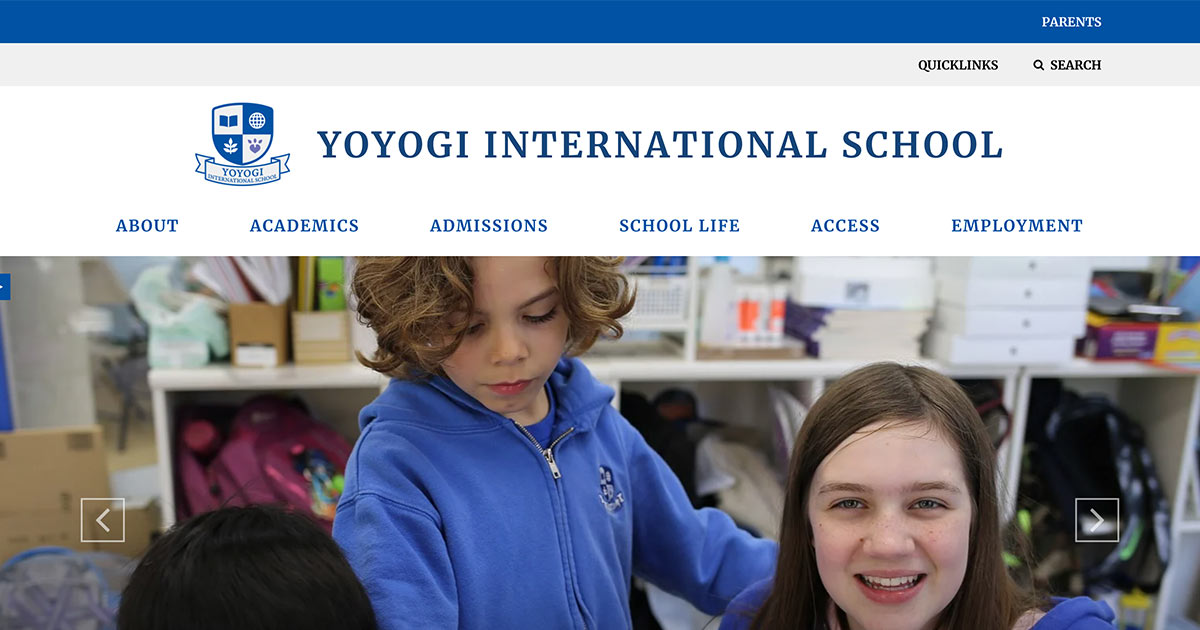 PARENTS
QUICKLINKS
SEARCH
YOYOGI
INTERNATIONAL SCHOOL
YOYOGI INTERNATIONAL SCHOOL
ABOUT
ACADEMICS
ADMISSIONS
SCHOOL LIFE
ACCESS
EMPLOYMENT